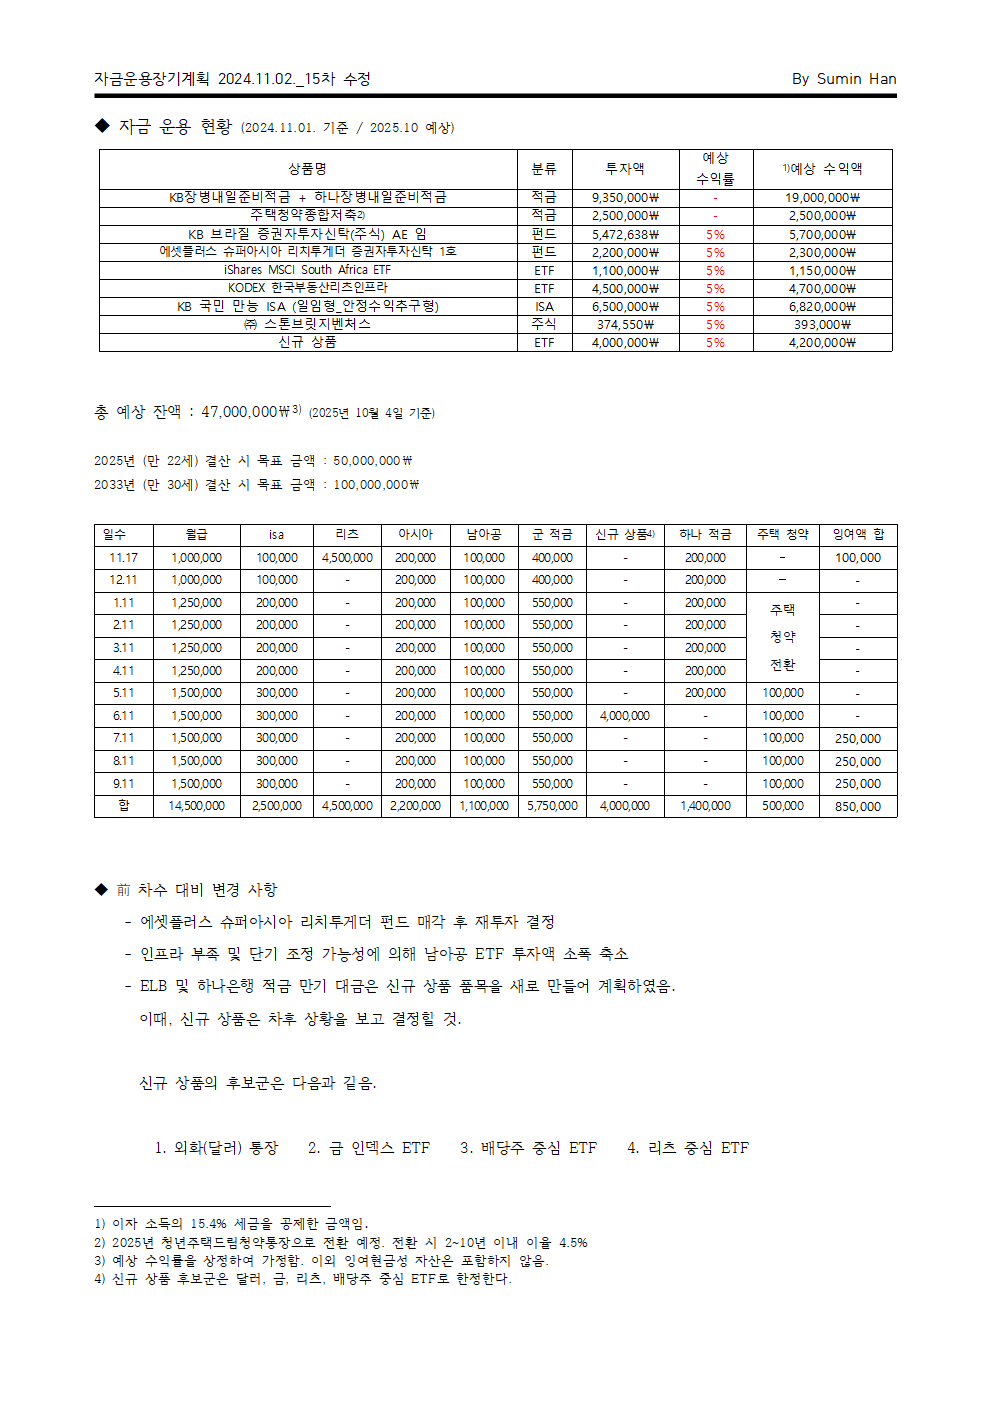 자금운용장기계획 2024.11.02._15차 수정 By Sumin Han
◆ 자금 운용 현황 (2024.11.01. 기준 / 2025.10 예상)
상품명 분류 투자액 예상 수익률 1)예상 수익액
KB장병내일준비적금 + 하나장병내일준비적금 적금 9,350,000₩ - 19,000,000₩
주택청약종합저축2) 적금 2,500,000₩ - 2,500,000₩
KB 브라질 증권자투자신탁(주식) AE 임 펀드 5,472,638₩ 5% 5,700,000₩
에셋플러스 슈퍼아시아 리치투게더 증권자투자신탁 1호 펀드 2,200,000₩ 5% 2,300,000₩
iShares MSCI South Africa ETF ETF 1,100,000₩ 5% 1,150,000₩
KODEX 한국부동산리츠인프라 ETF 4,500,000₩ 5% 4,700,000₩
KB 국민 만능 ISA (일임형_안정수익추구형) ISA 6,500,000₩ 5% 6,820,000₩
㈜ 스톤브릿지벤처스 주식 374,550₩ 5% 393,000₩
신규 상품 ETF 4,000,000₩ 5% 4,200,000₩
총 예상 잔액 : 47,000,000₩3) (2025년 10월 4일 기준)
2025년 (만 22세) 결산 시 목표 금액 : 50,000,000₩
2033년 (만 30세) 결산 시 목표 금액 : 100,000,000₩
일수 월급 isa 리츠 아시아 남아공 군 적금 신규 상품4) 하나 적금 주택 청약 잉여액 합
11.17 1,000,000 100,000 4,500,000 200,000 100,000 400,000 - 200,000 - 100,000
12.11 1,000,000 100,000 - 200,000 100,000 400,000 - 200,000 - -
1.11 1,250,000 200,000 - 200,000 100,000 550,000 - 200,000 주택 -
2.11 1,250,000 200,000 - 200,000 100,000 550,000 - 200,000 청약 -
3.11 1,250,000 200,000 - 200,000 100,000 550,000 - 200,000 전환 -
4.11 1,250,000 200,000 - 200,000 100,000 550,000 - 200,000 -
5.11 1,500,000 300,000 - 200,000 100,000 550,000 - 200,000 100,000 -
6.11 1,500,000 300,000 - 200,000 100,000 550,000 4,000,000 - 100,000 -
7.11 1,500,000 300,000 - 200,000 100,000 550,000 - - 100,000 250,000
8.11 1,500,000 300,000 - 200,000 100,000 550,000 - - 100,000 250,000
9.11 1,500,000 300,000 - 200,000 100,000 550,000 - - 100,000 250,000
합 14,500,000 2,500,000 4,500,000 2,200,000 1,100,000 5,750,000 4,000,000 1,400,000 500,000 850,000
◆ 前 차수 대비 변경 사항
- 에셋플러스 슈퍼아시아 리치투게더 펀드 매각 후 재투자 결정
- 인프라 부족 및 단기 조정 가능성에 의해 남아공 ETF 투자액 소폭 축소
- ELB 및 하나은행 적금 만기 대금은 신규 상품 품목을 새로 만들어 계획하였음.
이때, 신규 상품은 차후 상황을 보고 결정할 것.
신규 상품의 후보군은 다음과 같음.
1. 외화(달러) 통장 2. 금 인덱스 ETF 3. 배당주 중심 ETF 4. 리츠 중심 ETF
1) 이자 소득의 15.4% 세금을 공제한 금액임.
2) 2025년 청년주택드림청약통장으로 전환 예정. 전환 시 2~10년 이내 이율 4.5%
3) 예상 수익률을 상정하여 가정함. 이외 잉여현금성 자산은 포함하지 않음.
4) 신규 상품 후보군은 달러, 금, 리츠, 배당주 중심 ETF로 한정한다.